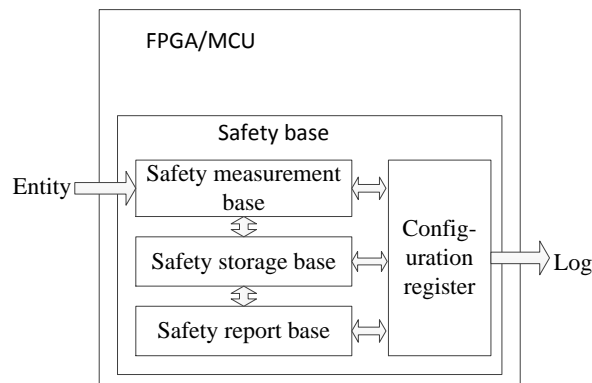 FPGA/MCU
Safety base
Entity
Safety measurement
base
Safety storage base
Safety report base
Config-
uration
register
Log